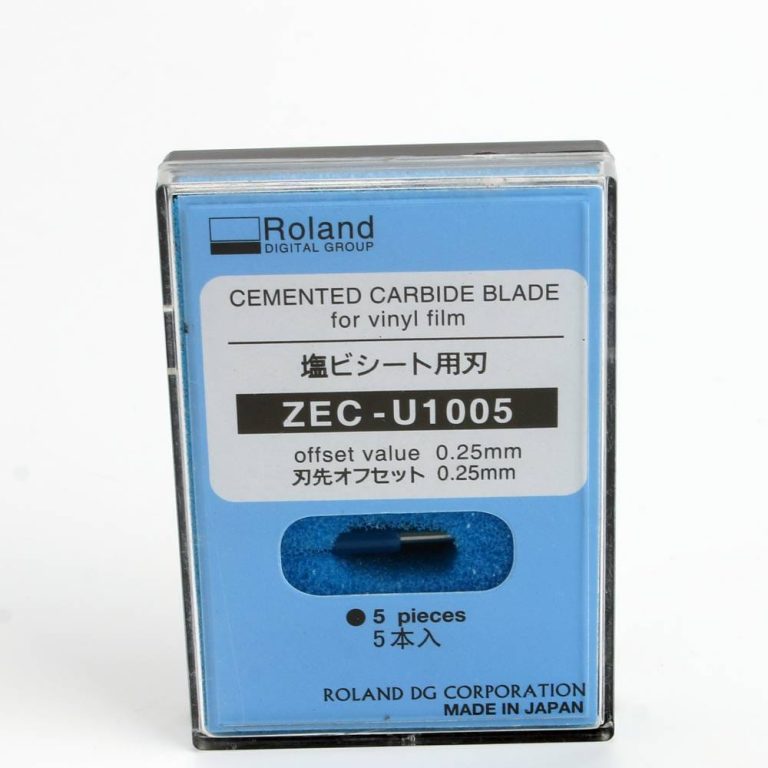 Roland
DIGITAL GROUP
CEMENTED CARBIDE BLADE
for vinyl film
塩ビシート用刃
ZEC-U1005
offset value 0.25mm
刃先オフセット 0.25mm
● 5 pieces
5本入
ROLAND DG CORPORATION
MADE IN JAPAN